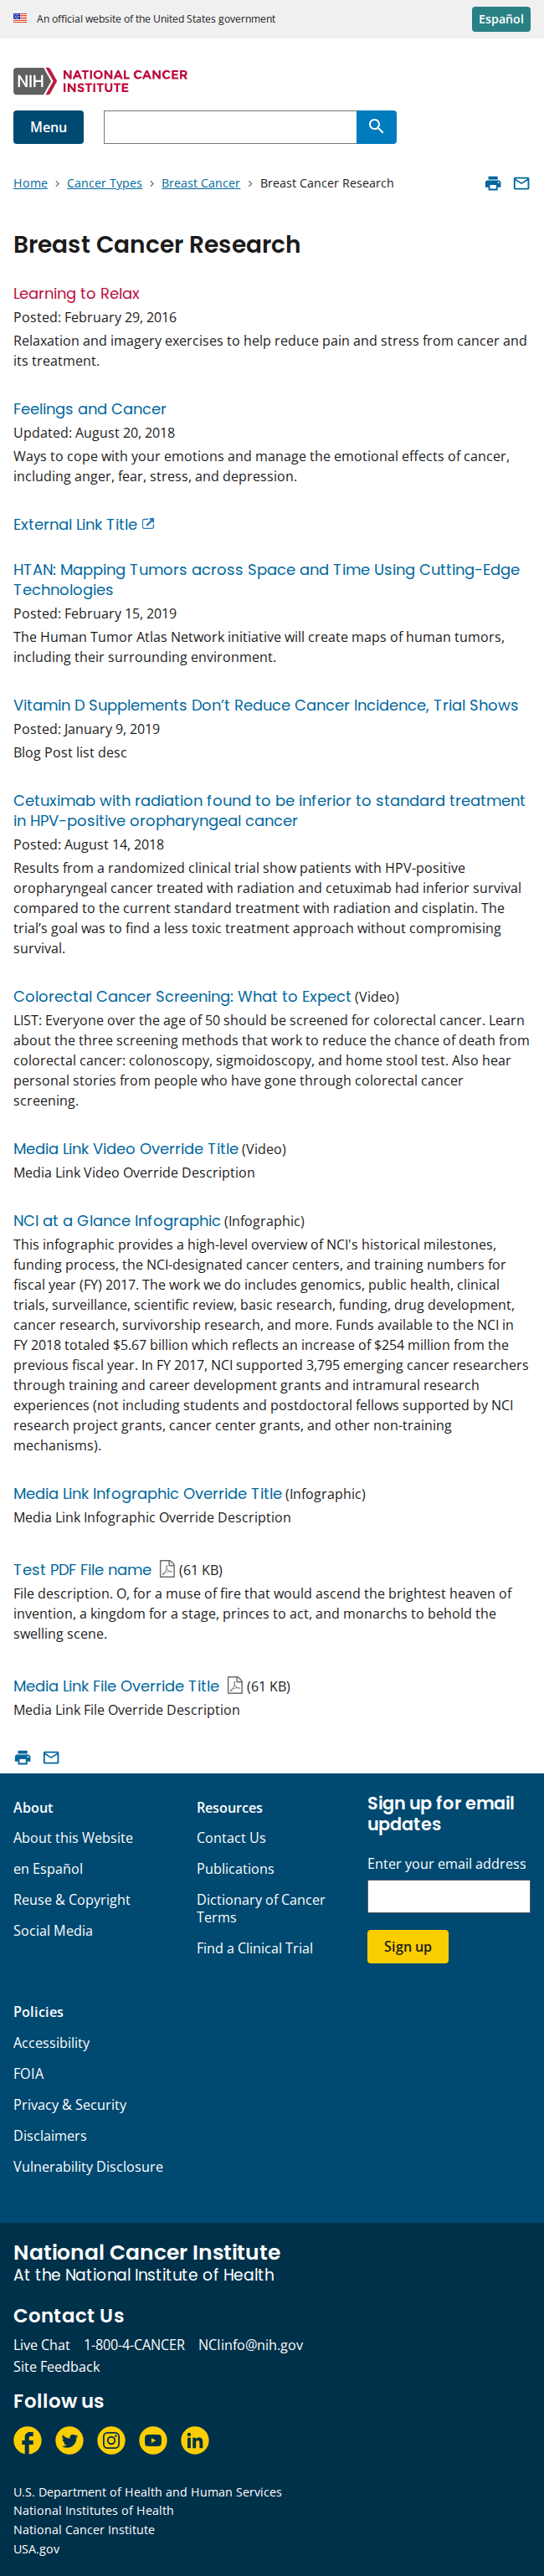 An official website of the United States government
Español
NIH NATIONAL CANCER
INSTITUTE
Menu
Home › Cancer Types › Breast Cancer › Breast Cancer Research
Breast Cancer Research
Learning to Relax
Posted: February 29, 2016
Relaxation and imagery exercises to help reduce pain and stress from cancer and
its treatment.
Feelings and Cancer
Updated: August 20, 2018
Ways to cope with your emotions and manage the emotional effects of cancer,
including anger, fear, stress, and depression.
External Link Title
HTAN: Mapping Tumors across Space and Time Using Cutting-Edge
Technologies
Posted: February 15, 2019
The Human Tumor Atlas Network initiative will create maps of human tumors,
including their surrounding environment.
Vitamin D Supplements Don’t Reduce Cancer Incidence, Trial Shows
Posted: January 9, 2019
Blog Post list desc
Cetuximab with radiation found to be inferior to standard treatment
in HPV-positive oropharyngeal cancer
Posted: August 14, 2018
Results from a randomized clinical trial show patients with HPV-positive
oropharyngeal cancer treated with radiation and cetuximab had inferior survival
compared to the current standard treatment with radiation and cisplatin. The
trial’s goal was to find a less toxic treatment approach without compromising
survival.
Colorectal Cancer Screening: What to Expect (Video)
LIST: Everyone over the age of 50 should be screened for colorectal cancer. Learn
about the three screening methods that work to reduce the chance of death from
colorectal cancer: colonoscopy, sigmoidoscopy, and home stool test. Also hear
personal stories from people who have gone through colorectal cancer
screening.
Media Link Video Override Title (Video)
Media Link Video Override Description
NCI at a Glance Infographic (Infographic)
This infographic provides a high-level overview of NCI's historical milestones,
funding process, the NCI-designated cancer centers, and training numbers for
fiscal year (FY) 2017. The work we do includes genomics, public health, clinical
trials, surveillance, scientific review, basic research, funding, drug development,
cancer research, survivorship research, and more. Funds available to the NCI in
FY 2018 totaled $5.67 billion which reflects an increase of $254 million from the
previous fiscal year. In FY 2017, NCI supported 3,795 emerging cancer researchers
through training and career development grants and intramural research
experiences (not including students and postdoctoral fellows supported by NCI
research project grants, cancer center grants, and other non-training
mechanisms).
Media Link Infographic Override Title (Infographic)
Media Link Infographic Override Description
Test PDF File name (61 KB)
File description. O, for a muse of fire that would ascend the brightest heaven of
invention, a kingdom for a stage, princes to act, and monarchs to behold the
swelling scene.
Media Link File Override Title (61 KB)
Media Link File Override Description
About
About this Website
en Español
Reuse & Copyright
Social Media
Resources
Contact Us
Publications
Dictionary of Cancer
Terms
Find a Clinical Trial
Sign up for email
updates
Enter your email address
Sign up
Policies
Accessibility
FOIA
Privacy & Security
Disclaimers
Vulnerability Disclosure
National Cancer Institute
At the National Institute of Health
Contact Us
Live Chat 1-800-4-CANCER NCIinfo@nih.gov
Site Feedback
Follow us
U.S. Department of Health and Human Services
National Institutes of Health
National Cancer Institute
USA.gov